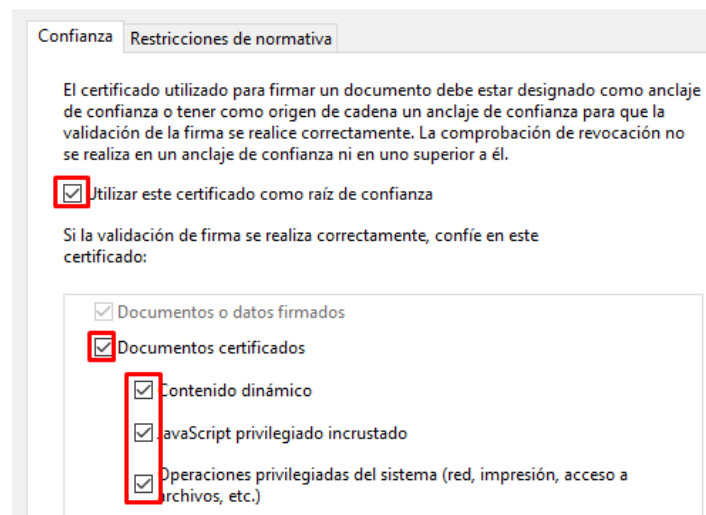 Confianza
Restricciones de normativa
El certificado utilizado para firmar un documento debe estar designado como anclaje
de confianza o tener como origen de cadena un anclaje de confianza para que la
validación de la firma se realice correctamente. La comprobación de revocación no
se realiza en un anclaje de confianza ni en uno superior a él.
Utilizar este certificado como raíz de confianza
Si la validación de firma se realiza correctamente, confíe en este
certificado:
Documentos o datos firmados
Documentos certificados
Contenido dinámico
JavaScript privilegiado incrustado
Operaciones privilegiadas del sistema (red, impresión, acceso a
archivos, etc.)